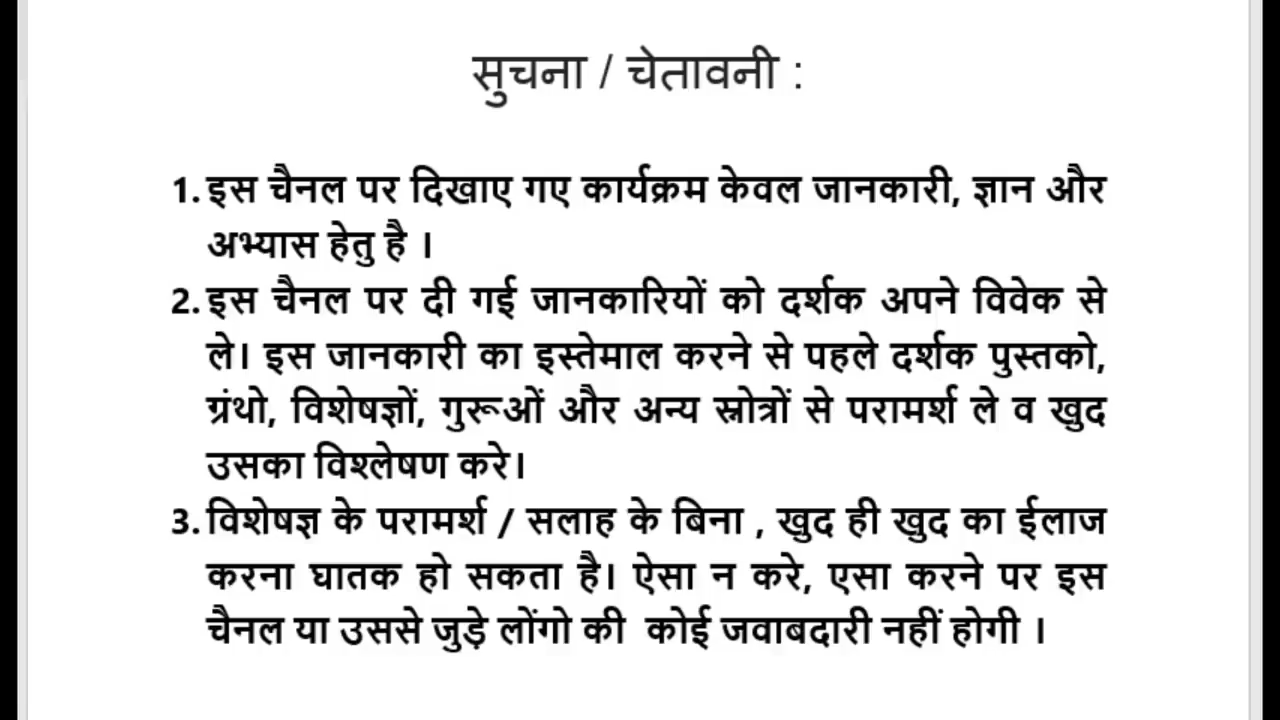 सुचना / चेतावनी :
1. इस चैनल पर दिखाए गए कार्यक्रम केवल जानकारी, ज्ञान और
अभ्यास हेतु है ।
2. इस चैनल पर दी गई जानकारियों को दर्शक अपने विवेक से
ले। इस जानकारी का इस्तेमाल करने से पहले दर्शक पुस्तको,
ग्रंथो, विशेषज्ञों, गुरूओं और अन्य स्नोत्रों से परामर्श ले व खुद
उसका विश्लेषण करे।
3. विशेषज्ञ के परामर्श / सलाह के बिना , खुद ही खुद का ईलाज
करना घातक हो सकता है। ऐसा न करे, एसा करने पर इस
चैनल या उससे जुड़े लोंगो की कोई जवाबदारी नहीं होगी ।